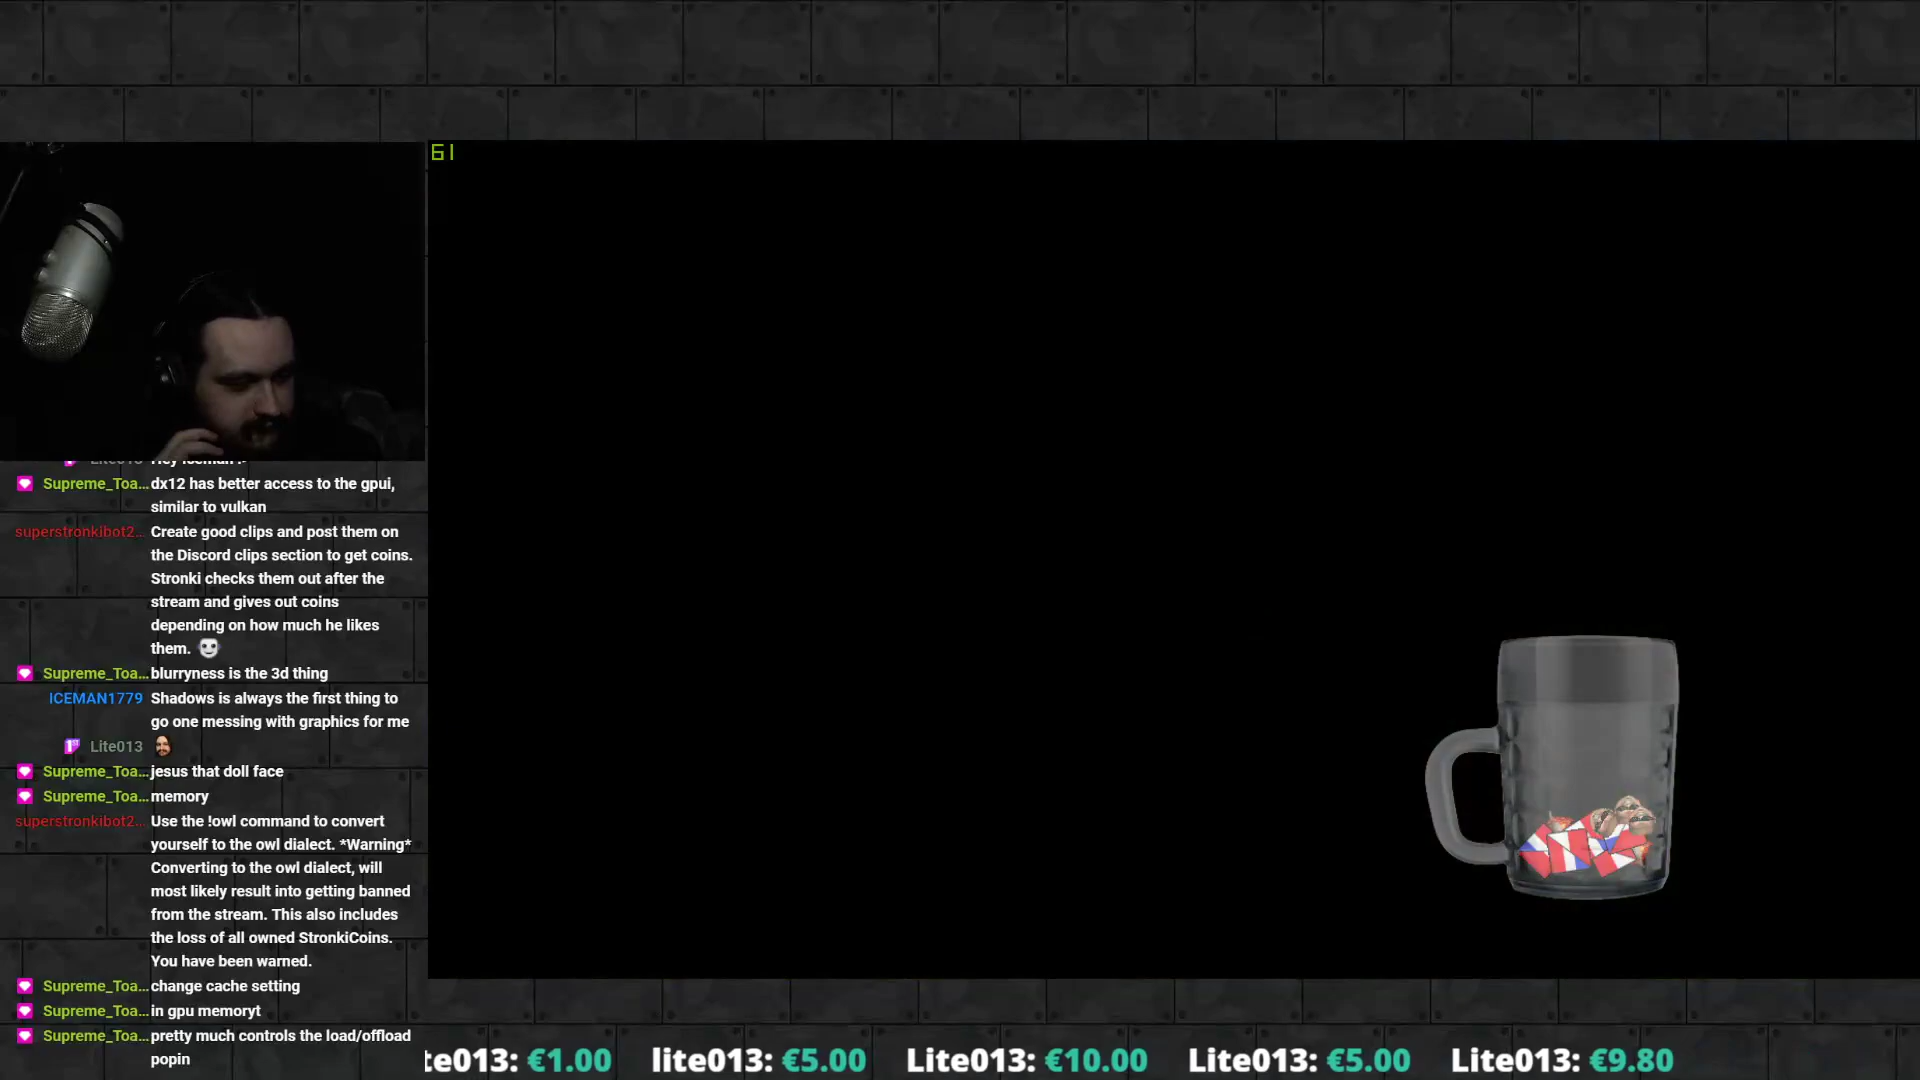 61
Lite013 Hey Iceman :>
Supreme_Toa... dx12 has better access to the gpui,
similar to vulkan
superstronkibot2... Create good clips and post them on
the Discord clips section to get coins.
Stronki checks them out after the
stream and gives out coins
depending on how much he likes
them.
Supreme_Toa... blurryness is the 3d thing
ICEMAN1779 Shadows is always the first thing to
go one messing with graphics for me
Lite013
Supreme_Toa... jesus that doll face
Supreme_Toa... memory
superstronkibot2... Use the !owl command to convert
yourself to the owl dialect. *Warning*
Converting to the owl dialect, will
most likely result into getting banned
from the stream. This also includes
the loss of all owned StronkiCoins.
You have been warned.
Supreme_Toa... change cache setting
Supreme_Toa... in gpu memoryt
Supreme_Toa... pretty much controls the load/offload
popin
te013: €1.00 lite013: €5.00 Lite013: €10.00 Lite013: €5.00 Lite013: €9.80